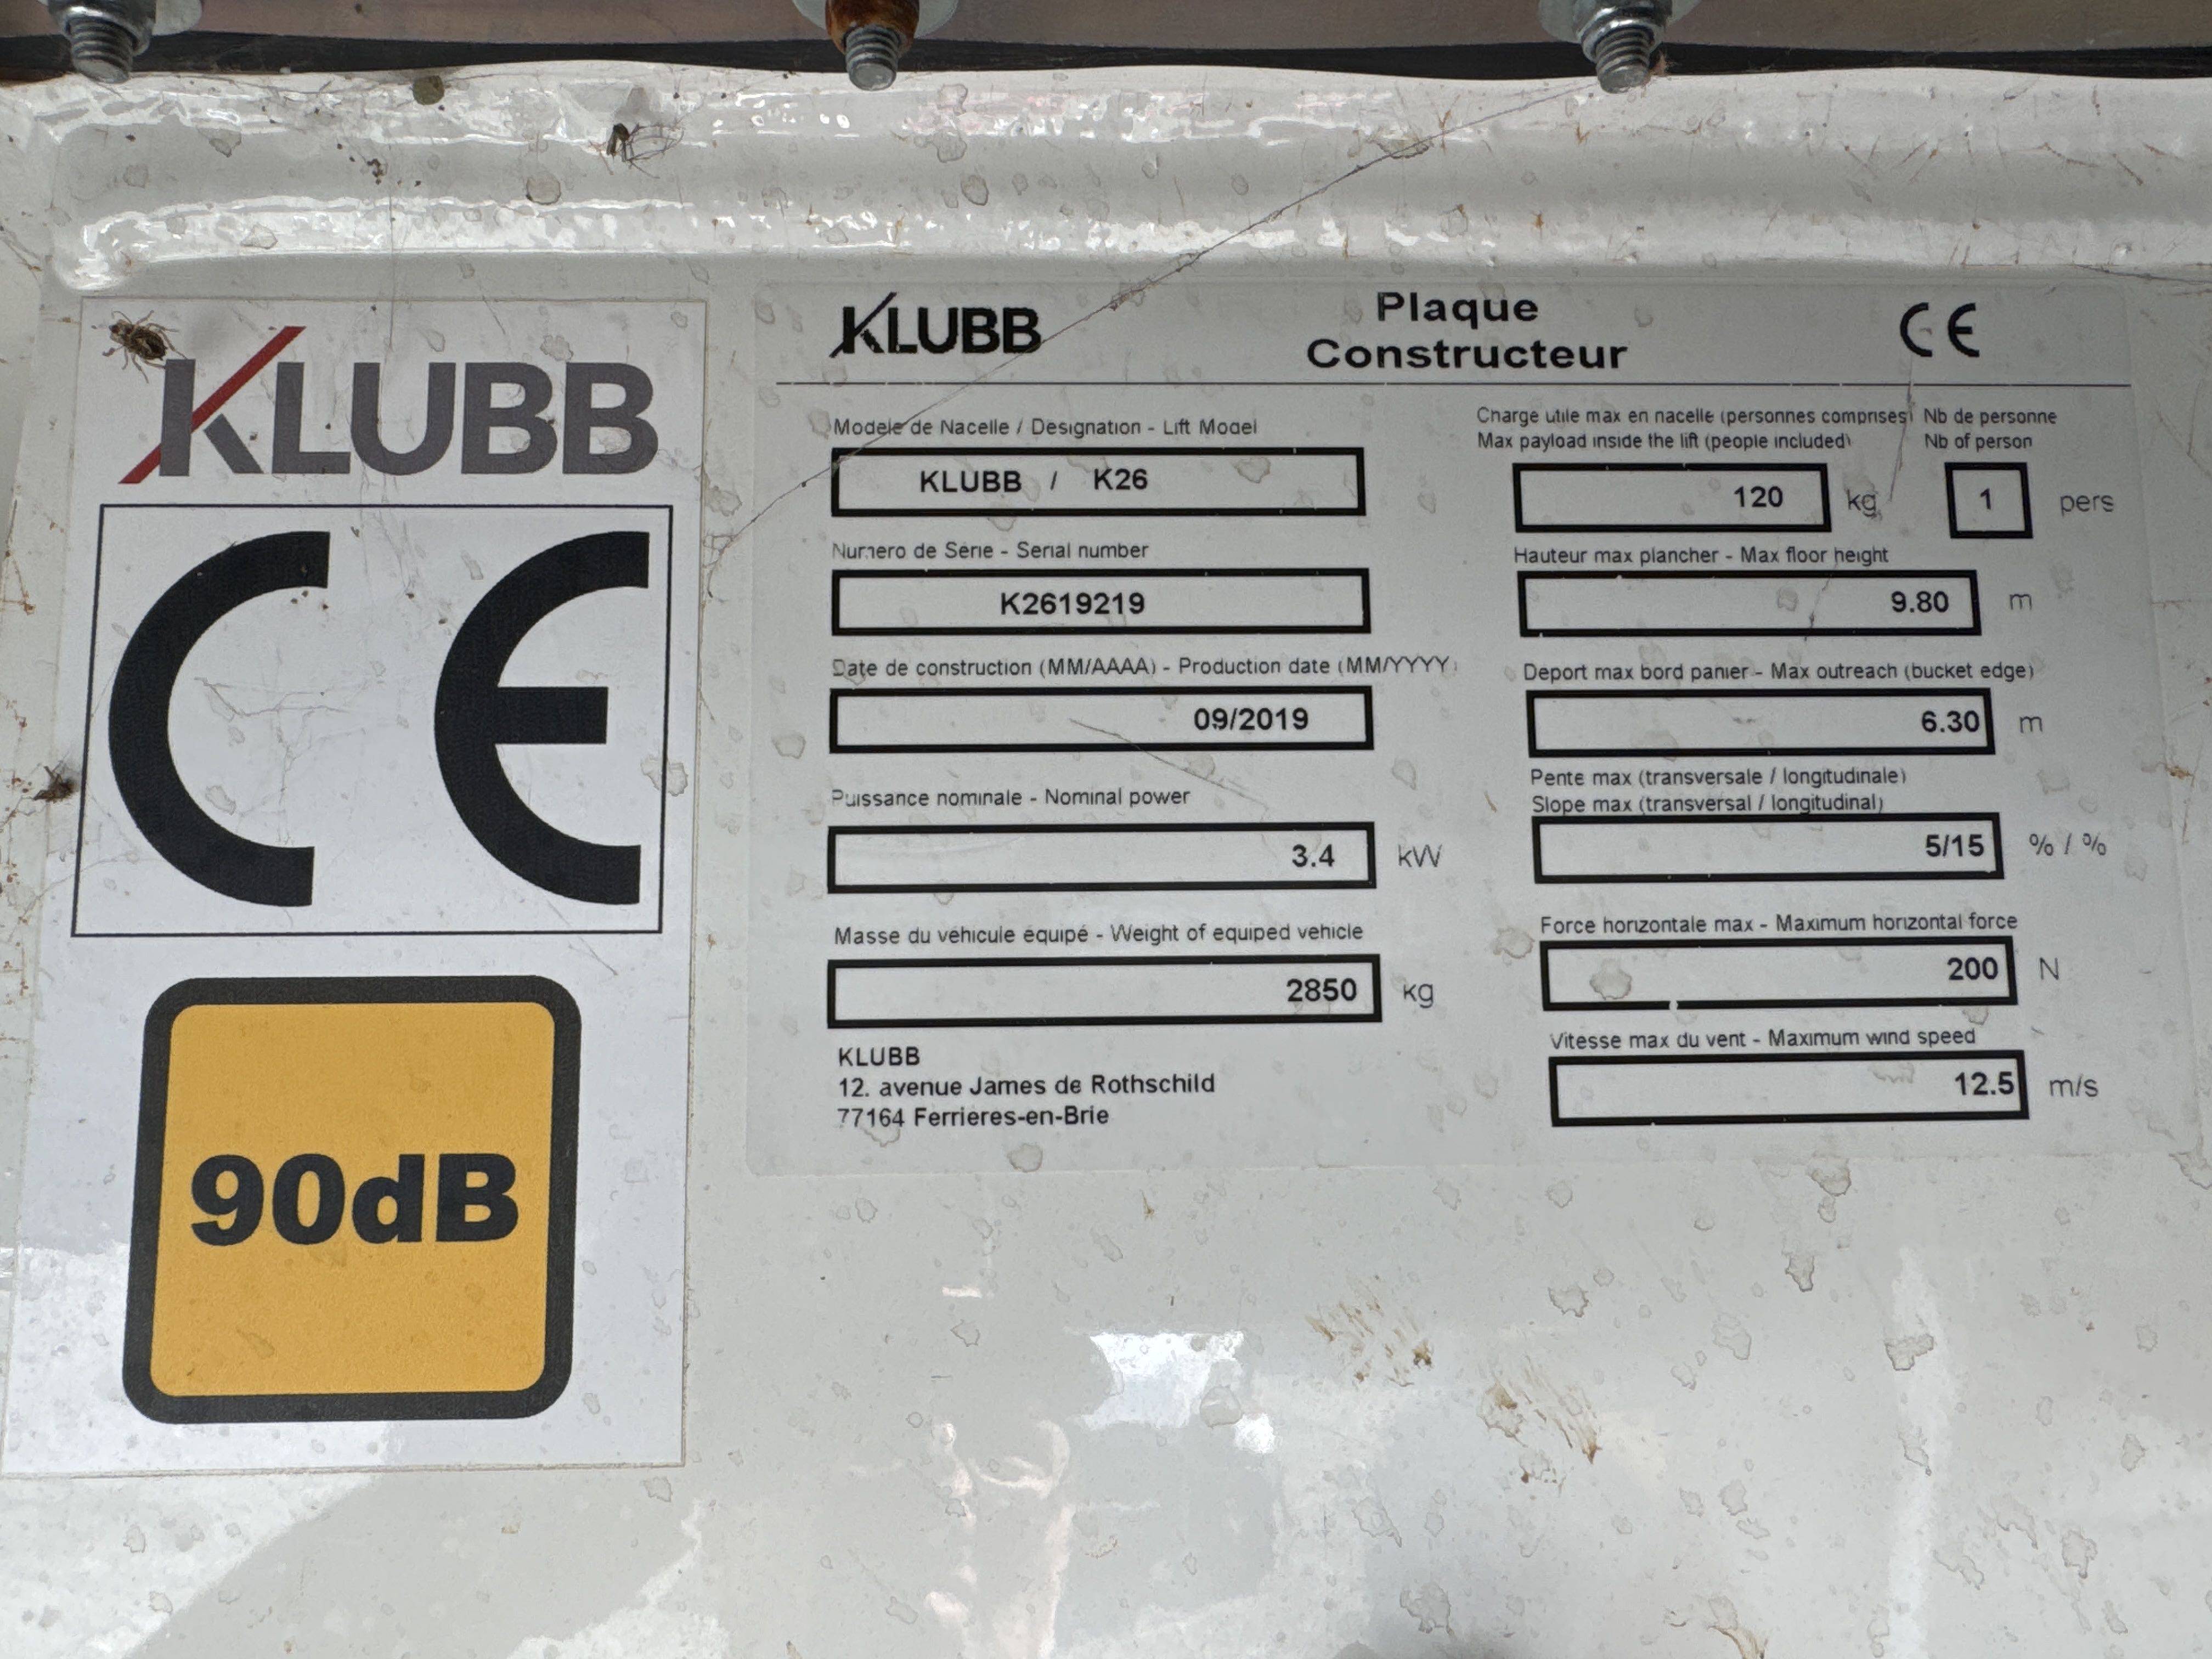 KLUBB
CE
90dB
KLUBB
Plaque
Constructeur
CE
Modele de Nacelle / Designation - Lift Model
KLUBB / K26
Numero de Série - Serial number
K2619219
Date de construction (MM/AAAA) - Production date (MM/YYYY)
09/2019
Puissance nominale - Nominal power
3.4 kW
Masse du véhicule équipé - Weight of equiped vehicle
2850 kg
KLUBB
12. avenue James de Rothschild
77164 Ferrieres-en-Brie
Charge utile max en nacelle (personnes comprises) Nb de personne
Max payload inside the lift (people included) Nb of person
120 kg 1 pers
Hauteur max plancher - Max floor height
9.80 m
Deport max bord panier - Max outreach (bucket edge)
6.30 m
Pente max (transversale / longitudinale)
Slope max (transversal / longitudinal)
5/15 % / %
Force horizontale max - Maximum horizontal force
200 N
Vitesse max du vent - Maximum wind speed
12.5 m/s